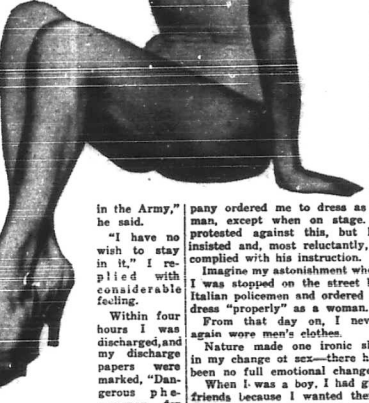 in the Army,"
he said.
"I have no
wish to stay
in it," I re-
plied with
considerable
feeling.
Within four
hours I was
discharged,and
my discharge
papers were
marked, "Dan-
gerous phe-
pany ordered me to dress as
man, except when on stage.
protested against this, but
insisted and, most reluctantly,
complied with his instruction.
Imagine my astonishment
I was stopped on the street
Italian policemen and ordered
dress "properly" as a woman.
From that day on, I
again wore men's clothes.
Nature made one ironic
in my change of sex—there
been no full emotional
When I was a boy, I had
friends because I wanted